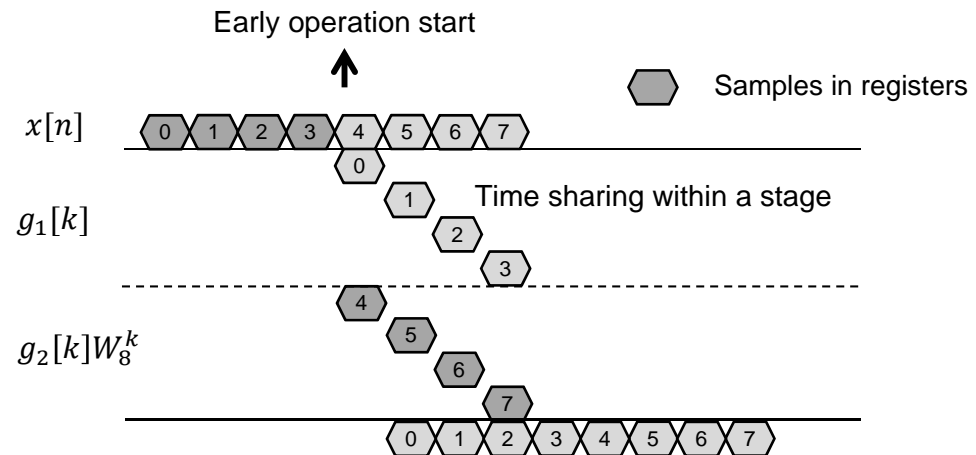 Early operation start
Samples in registers
x[n]
0 1 2 3 4 5 6 7
0
1
Time sharing within a stage
g₁[k]
2
3
4
g₂[k]W₈ᵏ
5
6
7
0 1 2 3 4 5 6 7